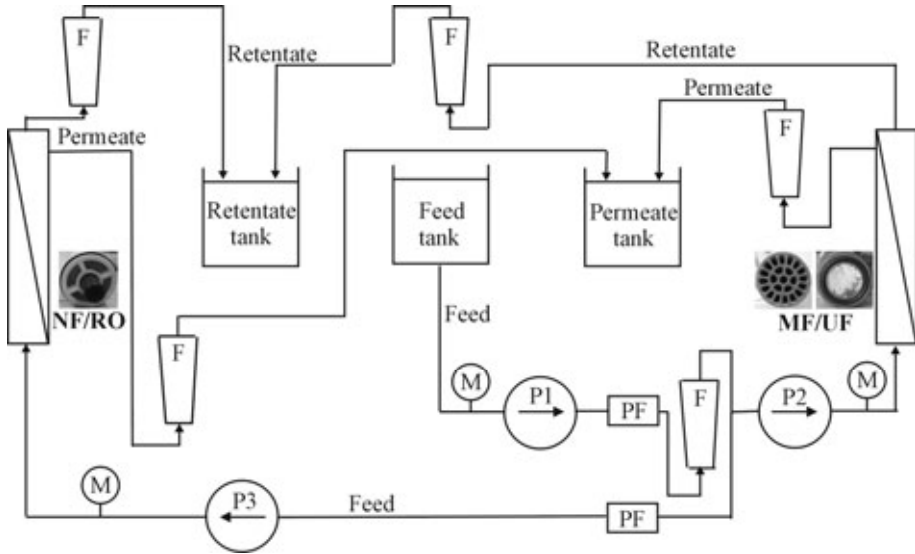 F
F
Retentate
Retentate
Permeate
F
Permeate
Retentate
tank
Feed
tank
Permeate
tank
NF/RO
Feed
MF/UF
F
M
P1
PF
F
P2
M
M
P3
Feed
PF